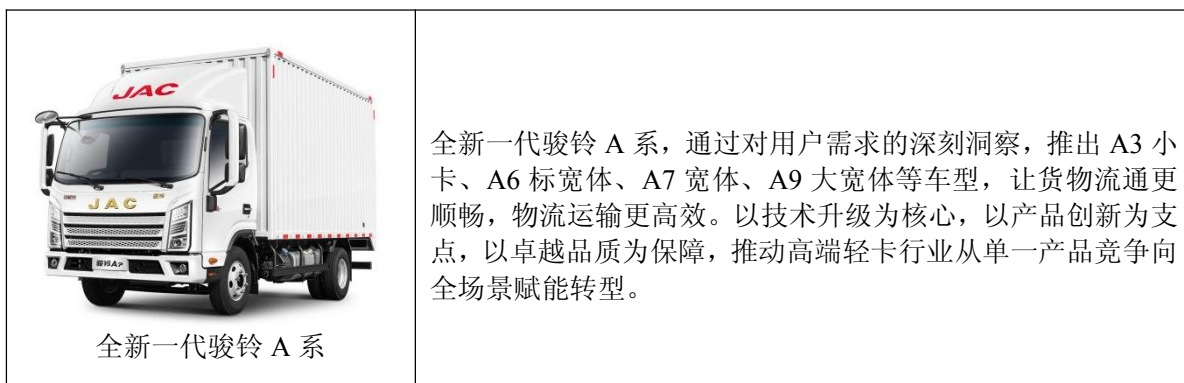 JAC
JAC
骏铃A7
全新一代骏铃 A 系
全新一代骏铃 A 系，通过对用户需求的深刻洞察，推出 A3 小
卡、A6 标宽体、A7 宽体、A9 大宽体等车型，让货物流通更
顺畅，物流运输更高效。以技术升级为核心，以产品创新为支
点，以卓越品质为保障，推动高端轻卡行业从单一产品竞争向
全场景赋能转型。